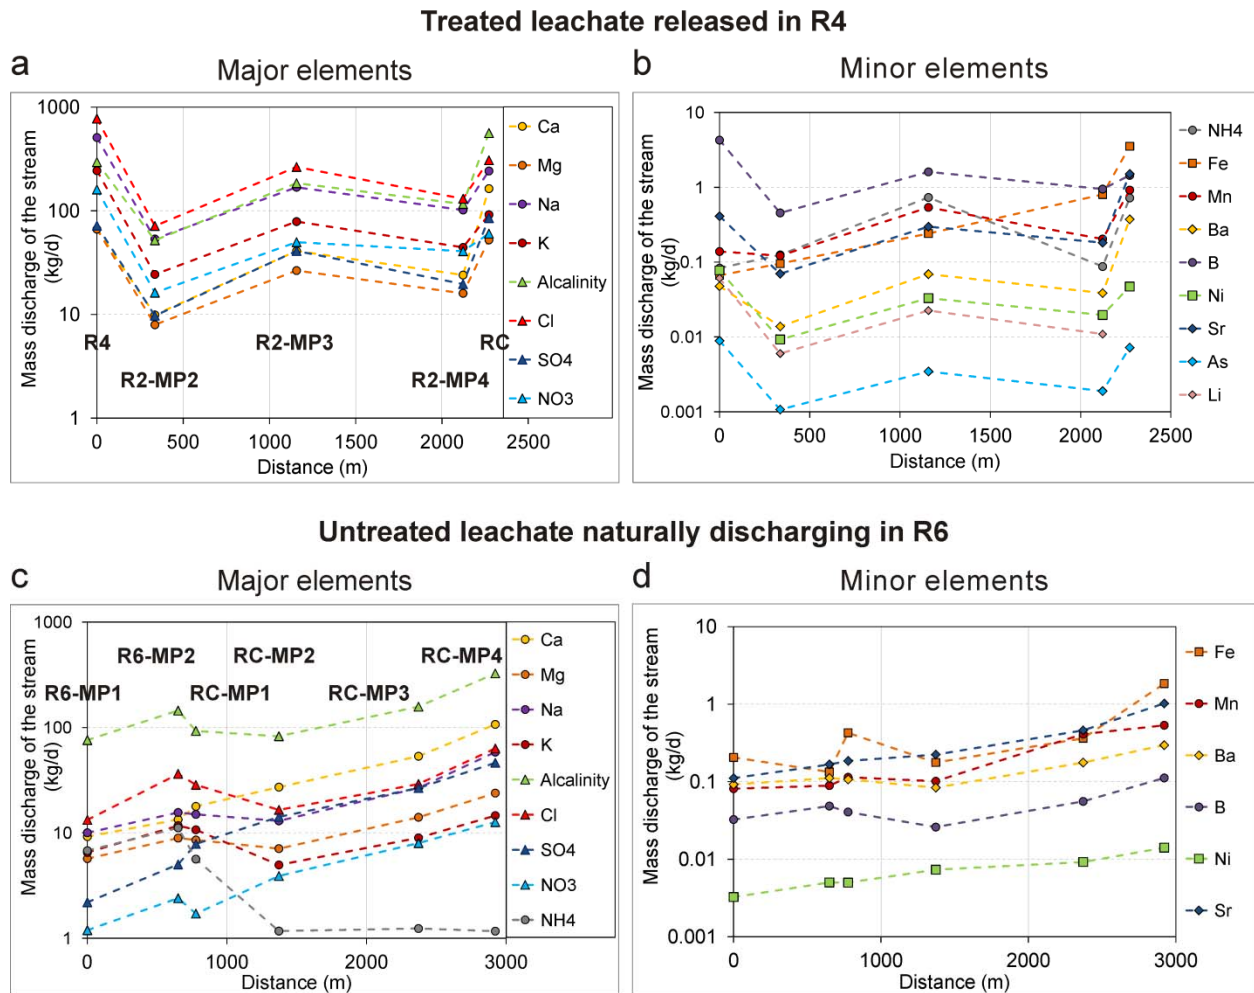 Treated leachate released in R4
a
Major elements
Mass discharge of the stream
(kg/d)
1000
100
10
1
R4
R2-MP2
R2-MP3
R2-MP4
RC
0
500
1000
1500
2000
2500
Distance (m)
Ca
Mg
Na
K
Alcalinity
Cl
SO4
NO3
b
Minor elements
Mass discharge of the stream
(kg/d)
10
1
0.1
0.01
0.001
0
500
1000
1500
2000
2500
Distance (m)
NH4
Fe
Mn
Ba
B
Ni
Sr
As
Li
Untreated leachate naturally discharging in R6
c
Major elements
Mass discharge of the stream
(kg/d)
1000
100
10
1
R6-MP2
RC-MP2
RC-MP4
R6-MP1
RC-MP1
RC-MP3
0
1000
2000
3000
Distance (m)
Ca
Mg
Na
K
Alcalinity
Cl
SO4
NO3
NH4
d
Minor elements
Mass discharge of the stream
(kg/d)
10
1
0.1
0.01
0.001
0
1000
2000
3000
Distance (m)
Fe
Mn
Ba
B
Ni
Sr